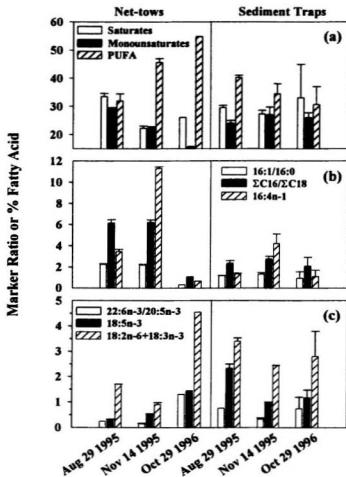 Net-tows Sediment Traps
Saturates
Monounsaturates
PUFA
(a)
60
50
40
30
20
16:1/16:0
ΣC16/ΣC18
16:4n-1
(b)
12
10
8
6
4
2
0
22:6n-3/20:5n-3
18:5n-3
18:2n-6+18:3n-3
(c)
5
4
3
2
1
0
Marker Ratio or % Fatty Acid
Aug 29 1995 Nov 14 1995 Oct 29 1996 Aug 29 1995 Nov 14 1995 Oct 29 1996